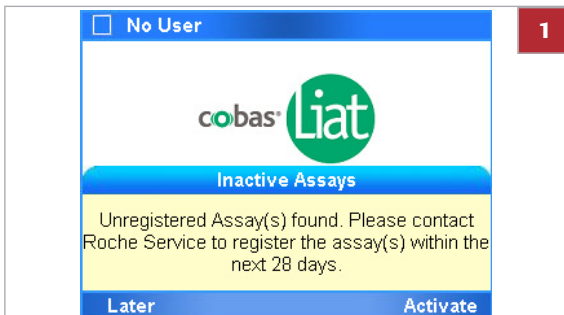 No User
1
cobas®
Liat
Inactive Assays
Unregistered Assay(s) found. Please contact
Roche Service to register the assay(s) within the
next 28 days.
Later Activate